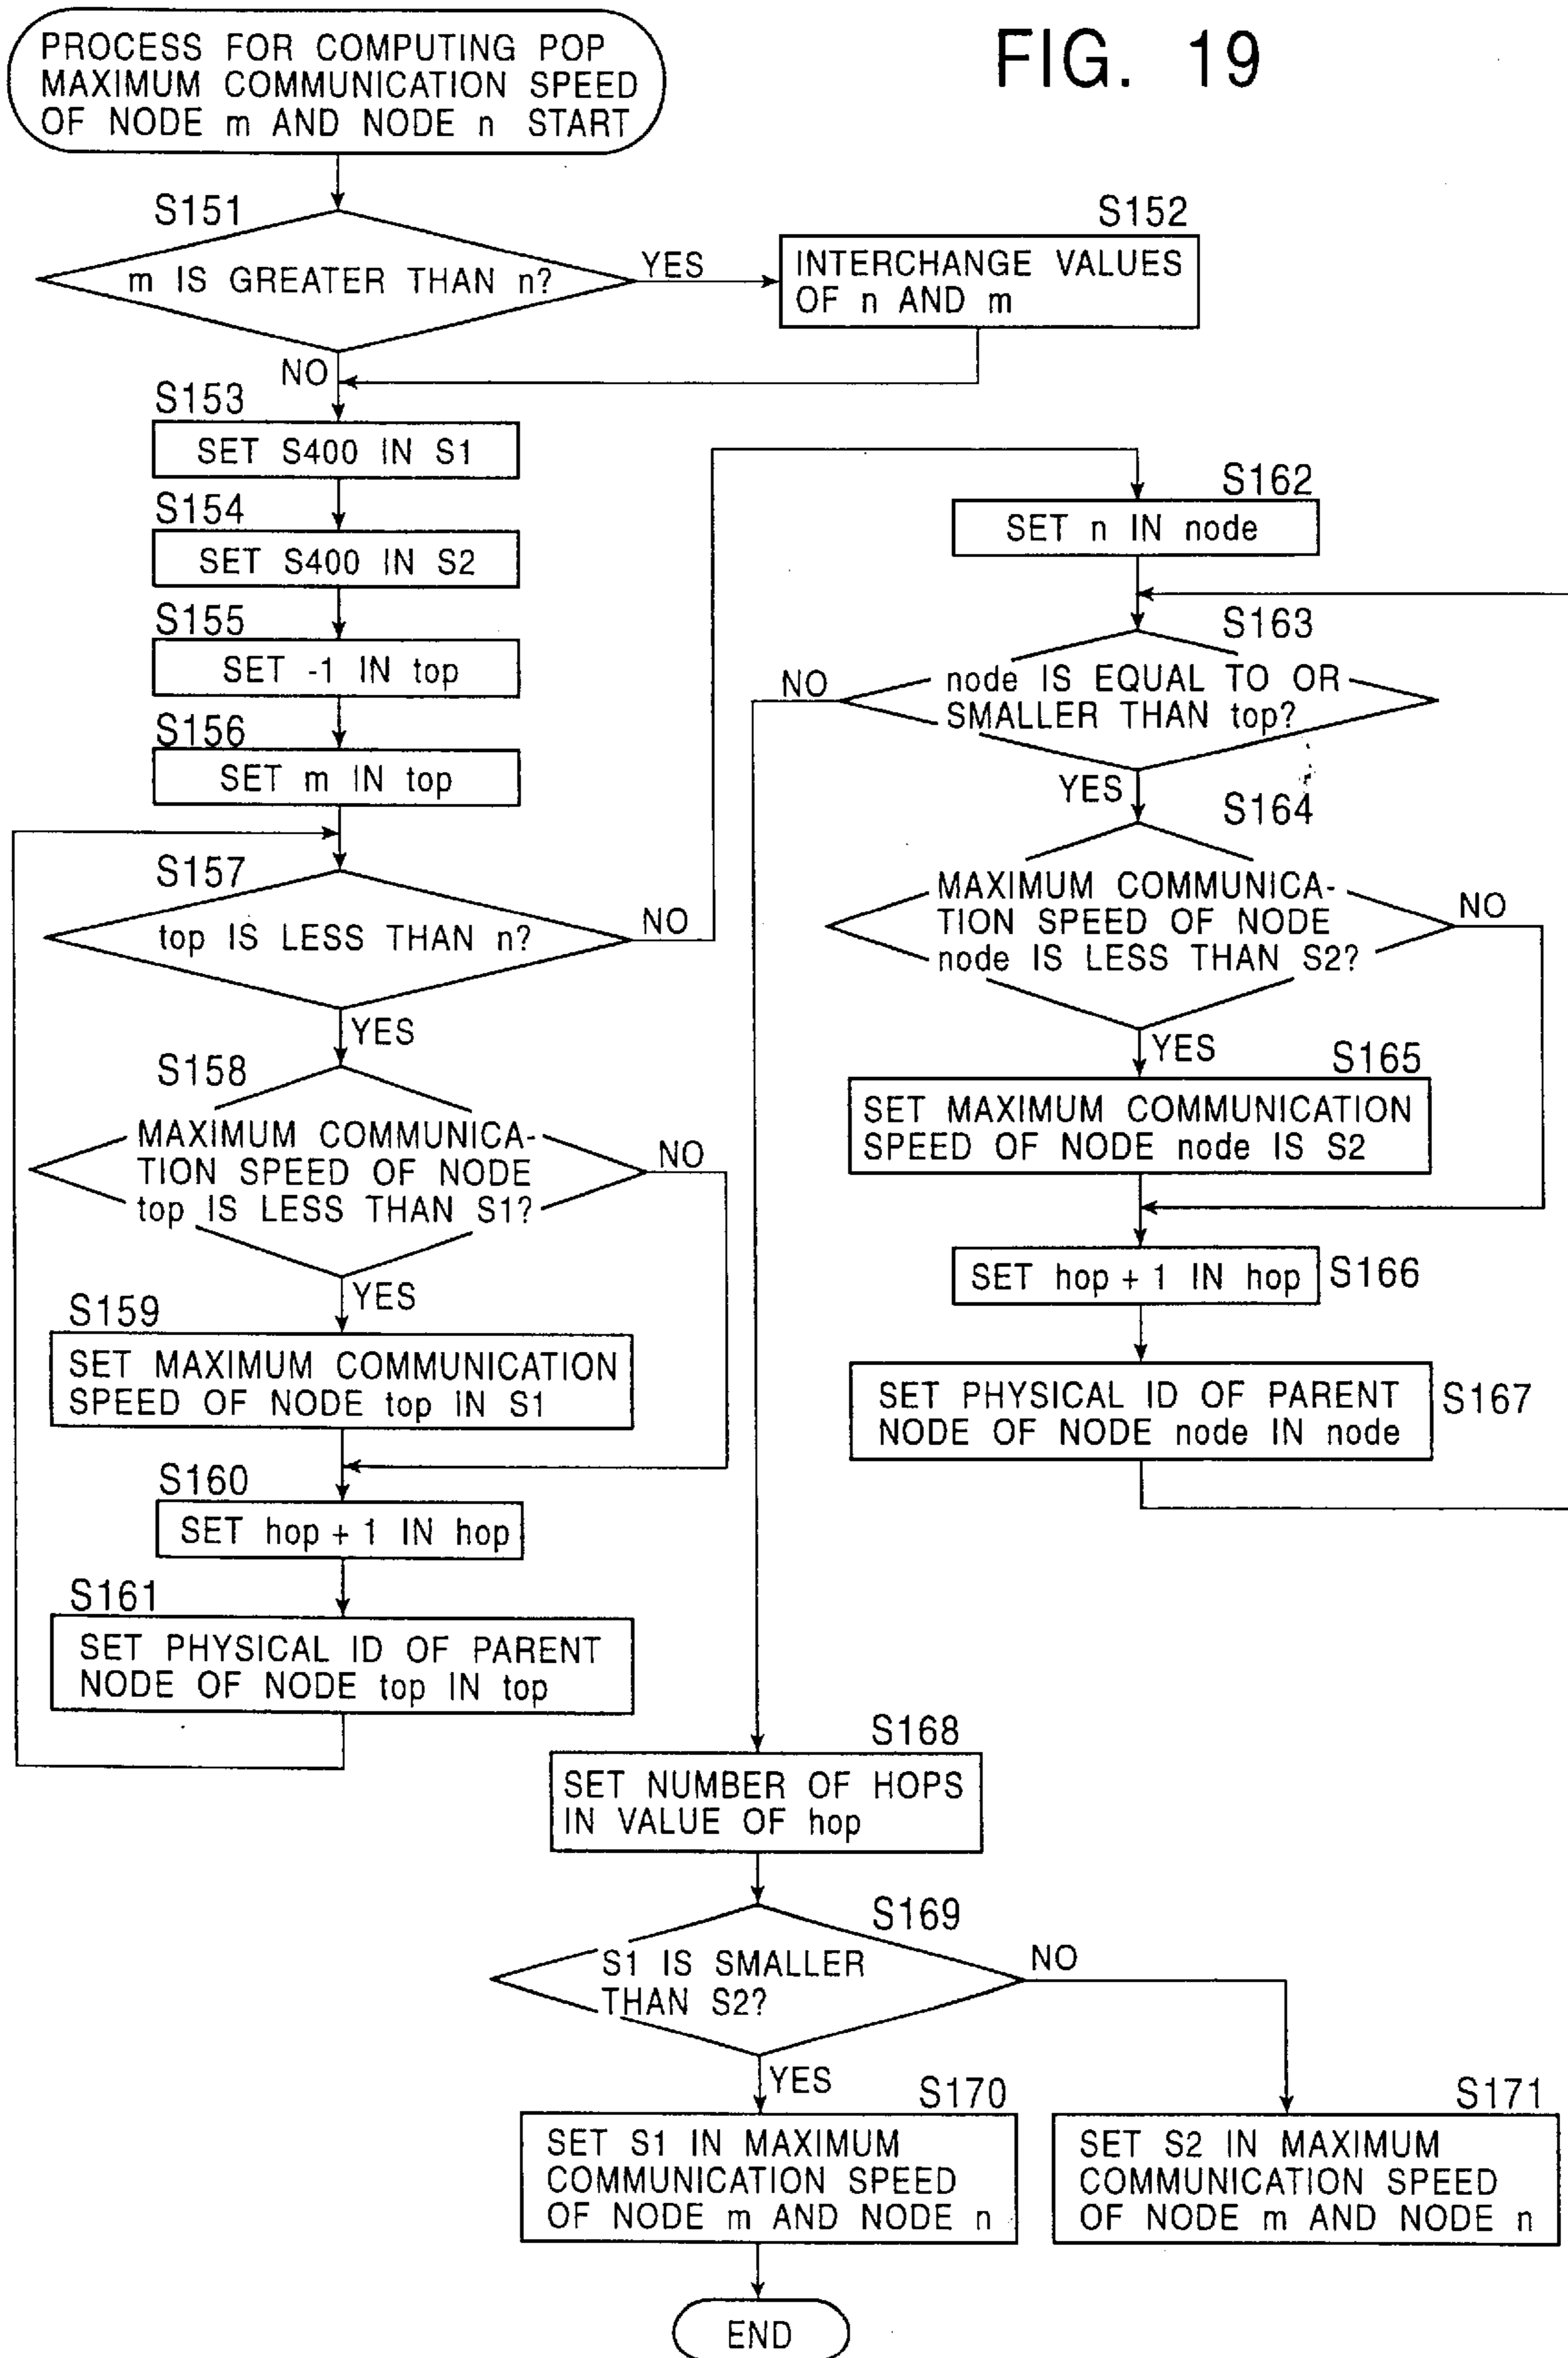 FIG. 19
PROCESS FOR COMPUTING POP
MAXIMUM COMMUNICATION SPEED
OF NODE m AND NODE n START
S151
m IS GREATER THAN n?
YES
S152
INTERCHANGE VALUES
OF n AND m
NO
S153
SET S400 IN S1
S154
SET S400 IN S2
S155
SET -1 IN top
S156
SET m IN top
S157
top IS LESS THAN n?
NO
YES
S158
MAXIMUM COMMUNICA-
TION SPEED OF NODE
top IS LESS THAN S1?
NO
YES
S159
SET MAXIMUM COMMUNICATION
SPEED OF NODE top IN S1
S160
SET hop + 1 IN hop
S161
SET PHYSICAL ID OF PARENT
NODE OF NODE top IN top
S162
SET n IN node
S163
node IS EQUAL TO OR
SMALLER THAN top?
NO
YES
S164
MAXIMUM COMMUNICA-
TION SPEED OF NODE
node IS LESS THAN S2?
NO
YES
S165
SET MAXIMUM COMMUNICATION
SPEED OF NODE node IS S2
SET hop + 1 IN hop
S166
SET PHYSICAL ID OF PARENT
NODE OF NODE node IN node
S167
S168
SET NUMBER OF HOPS
IN VALUE OF hop
S169
S1 IS SMALLER
THAN S2?
NO
YES
S170
SET S1 IN MAXIMUM
COMMUNICATION SPEED
OF NODE m AND NODE n
S171
SET S2 IN MAXIMUM
COMMUNICATION SPEED
OF NODE m AND NODE n
END